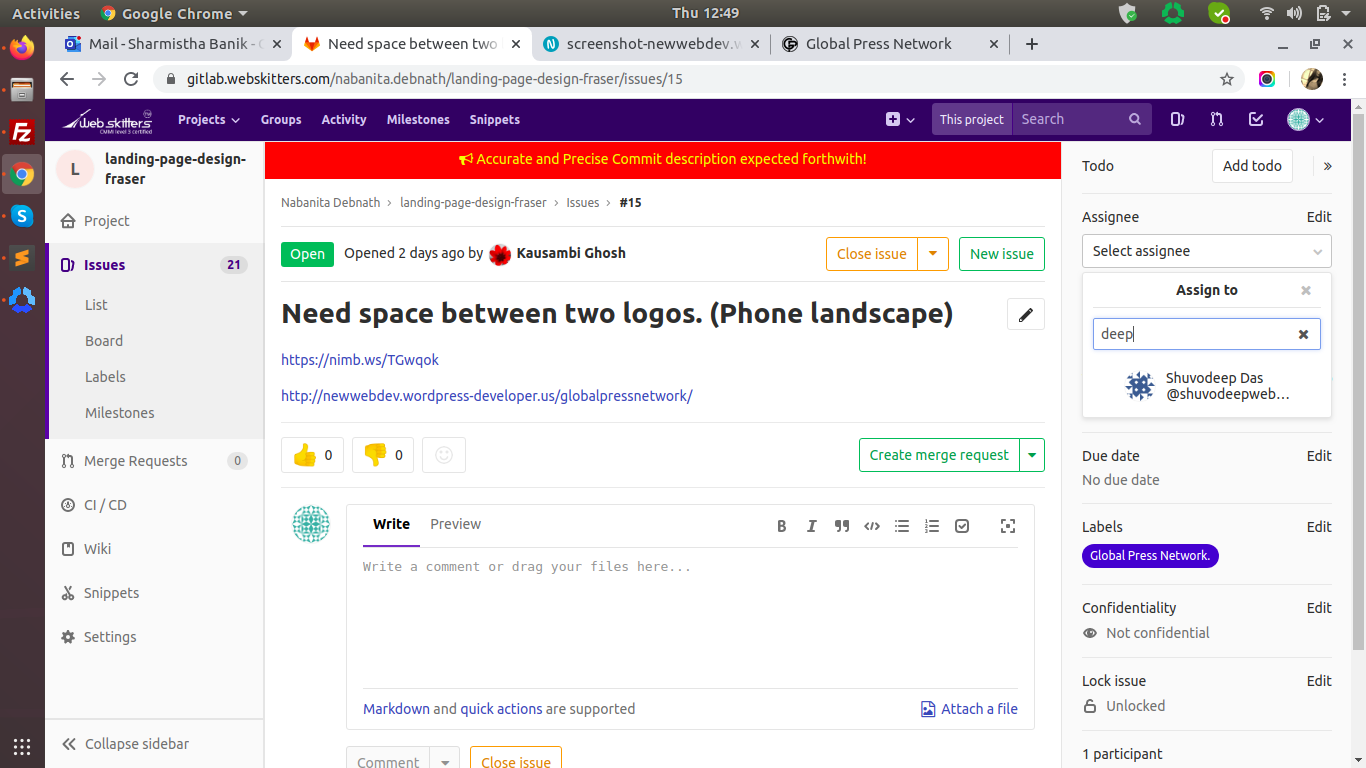 Activities
Google Chrome
Thu 12:49
Mail - Sharmistha Banik -
Need space between two
screenshot-newwebdev.w
Global Press Network
gitlab.webskitters.com/nabanita.debnath/landing-page-design-fraser/issues/15
Web skitters
CMMI level 3 certified
Projects
Groups
Activity
Milestones
Snippets
This project
Search
L
landing-page-design-
fraser
Project
Issues 21
List
Board
Labels
Milestones
Merge Requests 0
CI / CD
Wiki
Snippets
Settings
Collapse sidebar
Accurate and Precise Commit description expected forthwith!
Nabanita Debnath › landing-page-design-fraser › Issues › #15
Open Opened 2 days ago by Kausambi Ghosh
Close issue
New issue
Need space between two logos. (Phone landscape)
https://nimb.ws/TGwqok
http://newwebdev.wordpress-developer.us/globalpressnetwork/
0
0
Create merge request
Write Preview
Write a comment or drag your files here...
Markdown and quick actions are supported
Attach a file
Comment
Close issue
Todo
Add todo
Assignee Edit
Select assignee
Assign to
deep
Shuvodeep Das
@shuvodeepweb…
Due date Edit
No due date
Labels Edit
Global Press Network.
Confidentiality Edit
Not confidential
Lock issue Edit
Unlocked
1 participant